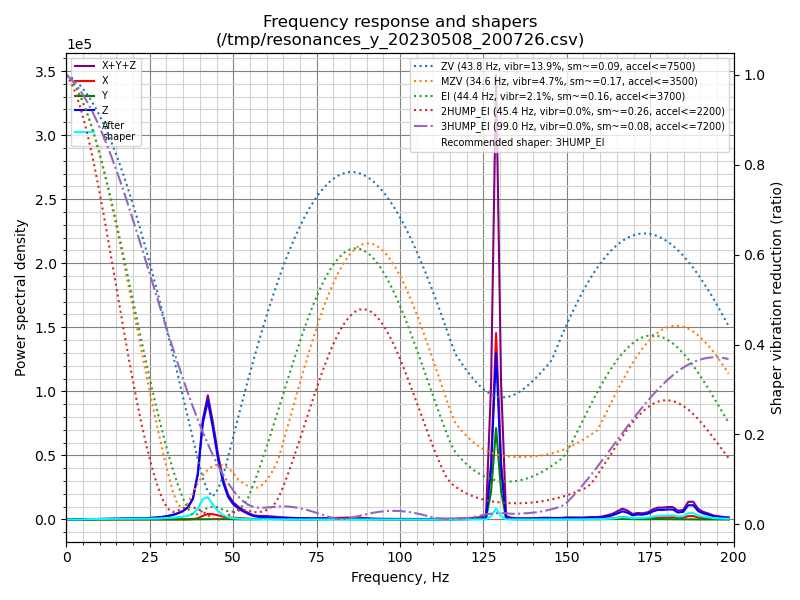 Frequency response and shapers
(/tmp/resonances_y_20230508_200726.csv)
1e5
X+Y+Z
X
Y
Z
After
shaper
ZV (43.8 Hz, vibr=13.9%, sm~=0.09, accel<=7500)
MZV (34.6 Hz, vibr=4.7%, sm~=0.17, accel<=3500)
EI (44.4 Hz, vibr=2.1%, sm~=0.16, accel<=3700)
2HUMP_EI (45.4 Hz, vibr=0.0%, sm~=0.26, accel<=2200)
3HUMP_EI (99.0 Hz, vibr=0.0%, sm~=0.08, accel<=7200)
Recommended shaper: 3HUMP_EI
3.5
3.0
2.5
2.0
1.5
1.0
0.5
0.0
Power spectral density
1.0
0.8
0.6
0.4
0.2
0.0
Shaper vibration reduction (ratio)
0
25
50
75
100
125
150
175
200
Frequency, Hz